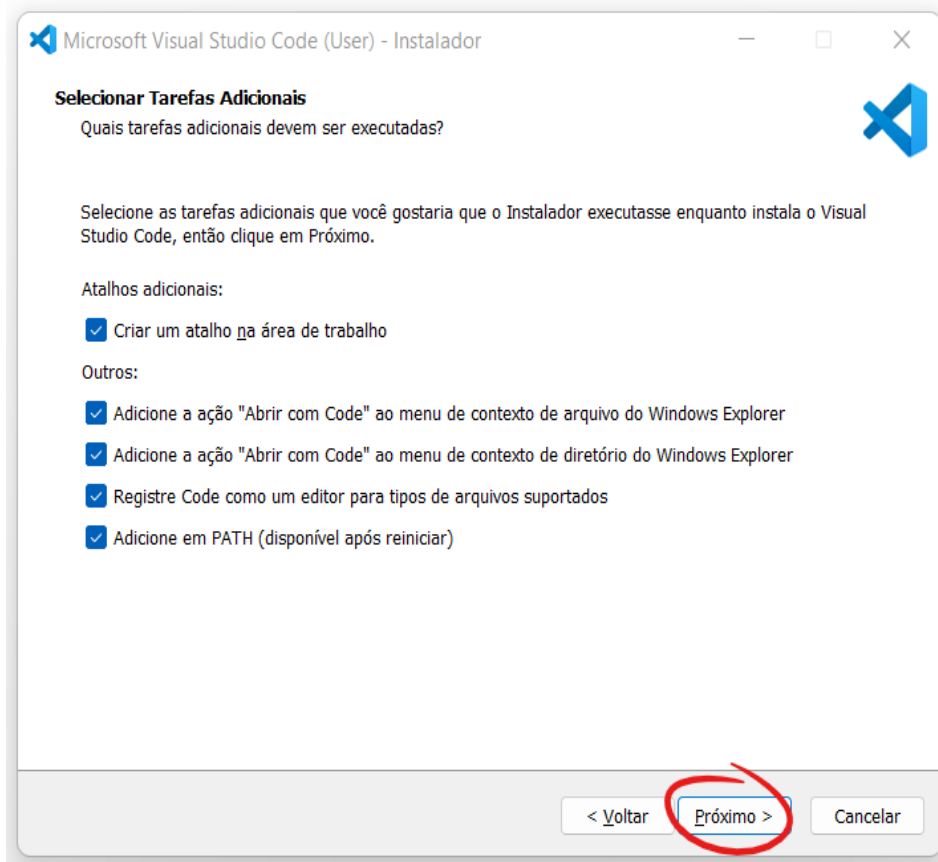 Microsoft Visual Studio Code (User) - Instalador
Selecionar Tarefas Adicionais
Quais tarefas adicionais devem ser executadas?
Selecione as tarefas adicionais que você gostaria que o Instalador executasse enquanto instala o Visual
Studio Code, então clique em Próximo.
Atalhos adicionais:
Criar um atalho na área de trabalho
Outros:
Adicione a ação "Abrir com Code" ao menu de contexto de arquivo do Windows Explorer
Adicione a ação "Abrir com Code" ao menu de contexto de diretório do Windows Explorer
Registre Code como um editor para tipos de arquivos suportados
Adicione em PATH (disponível após reiniciar)
< Voltar Próximo > Cancelar